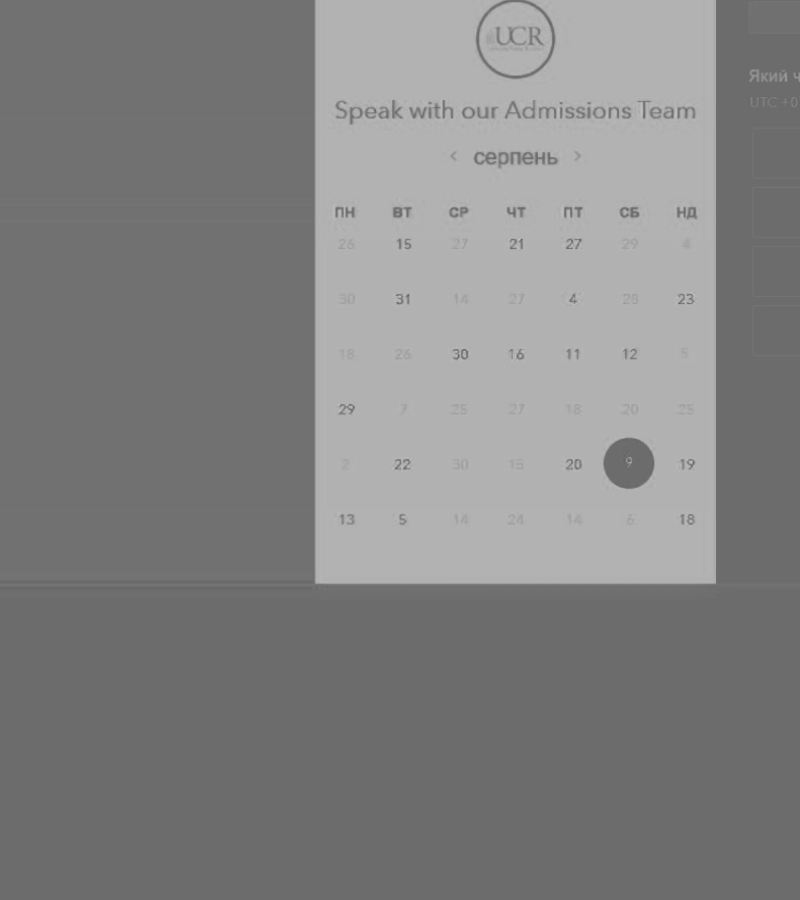 UCR
Speak with our Admissions Team
< серпень >
ПН ВТ СР ЧТ ПТ СБ НД
26 15 27 21 27 29 4
30 31 14 27 4 28 23
18 26 30 16 11 12 5
29 7 25 27 18 20 25
2 22 30 15 20 9 19
13 5 14 24 14 6 18
Який ч
UTC +0